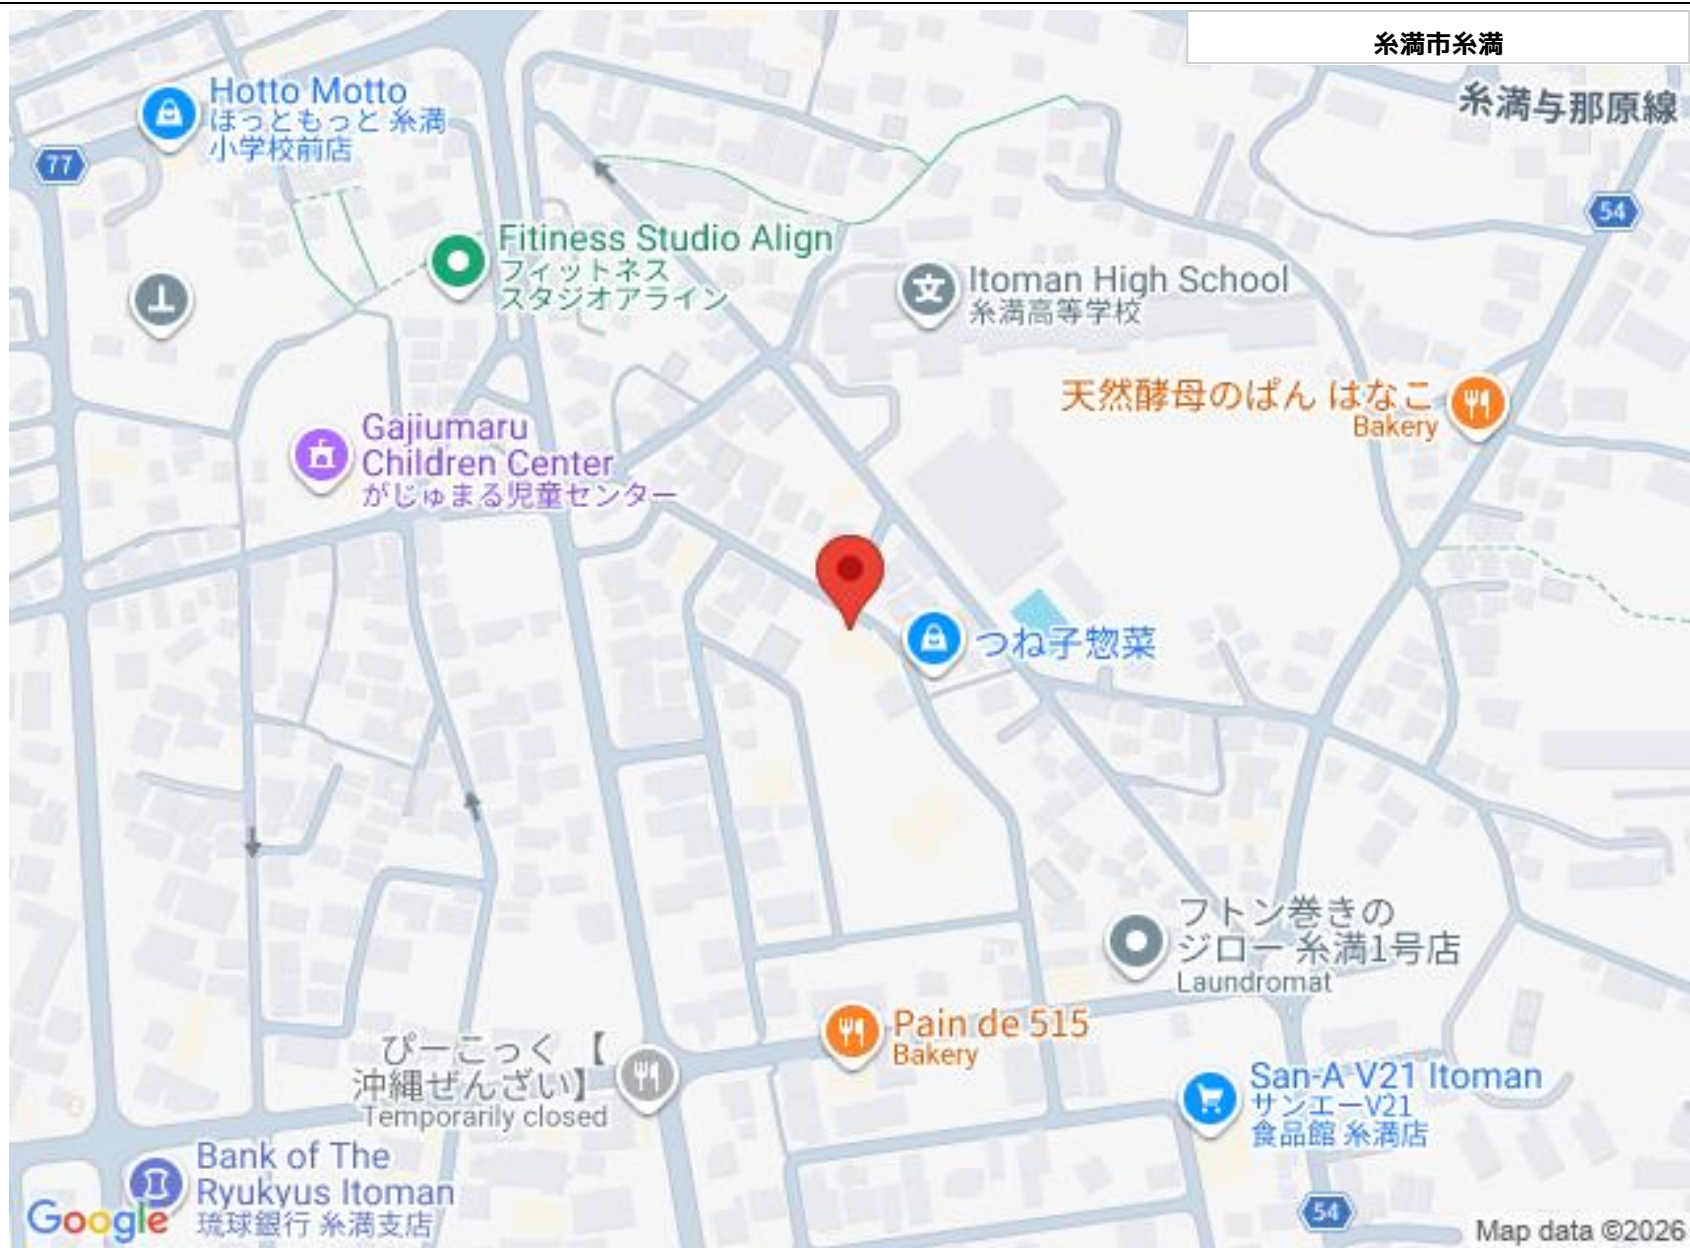 糸満市糸満
Hotto Motto
ほっともっと 糸満
小学校前店
糸満与那原線
77
54
Fitiness Studio Align
フィットネス
スタジオアライン
Itoman High School
糸満高等学校
天然酵母のぱん はなこ
Bakery
Gajiumaru
Children Center
がじゅまる児童センター
つね子惣菜
フトン巻きの
ジロー 糸満1号店
Laundromat
Pain de 515
Bakery
ぴーこっく 【
沖縄ぜんざい】
Temporarily closed
San-A V21 Itoman
サンエーV21
食品館 糸満店
Bank of The
Ryukyus Itoman
琉球銀行 糸満支店
Google
54
Map data ©2026